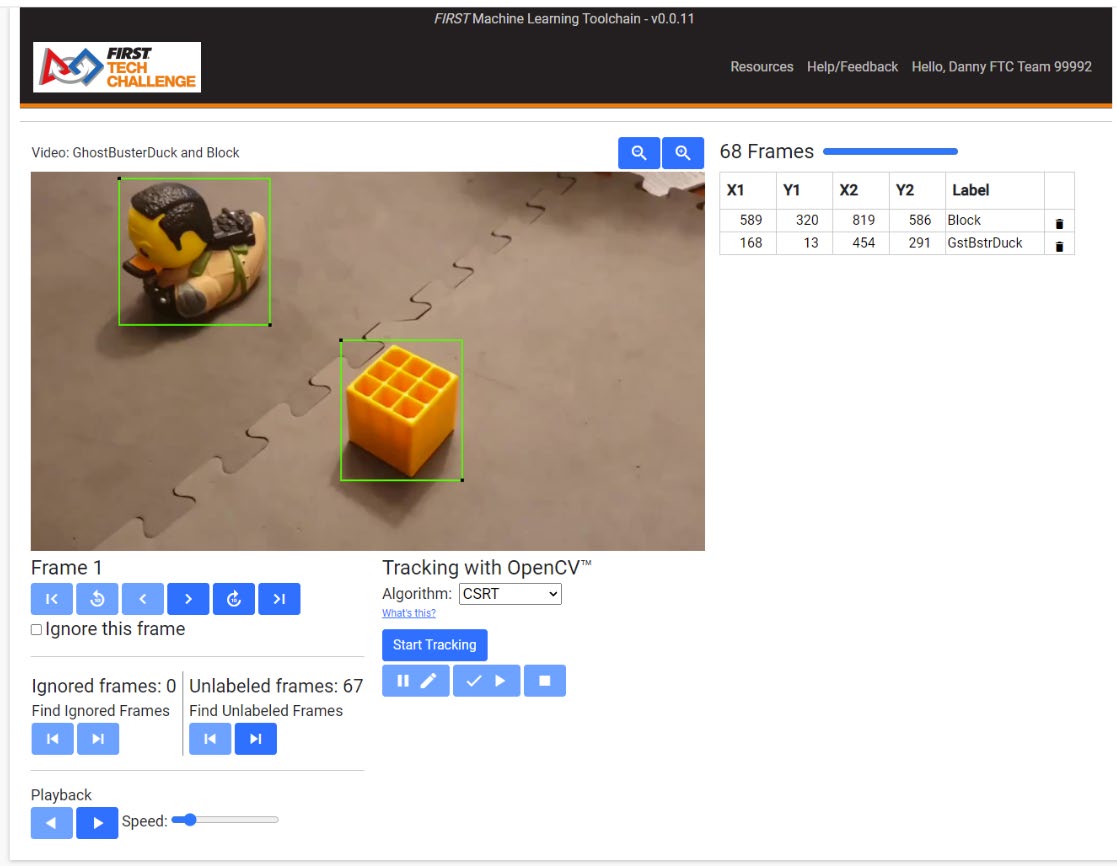 FIRST Machine Learning Toolchain - v0.0.11
FIRST
TECH
CHALLENGE
Resources Help/Feedback Hello, Danny FTC Team 99992
Video: GhostBusterDuck and Block
68 Frames
X1 Y1 X2 Y2 Label
589 320 819 586 Block
168 13 454 291 GstBstrDuck
Frame 1
Ignore this frame
Ignored frames: 0
Find Ignored Frames
Unlabeled frames: 67
Find Unlabeled Frames
Playback
Speed:
Tracking with OpenCV™
Algorithm: CSRT
What's this?
Start Tracking